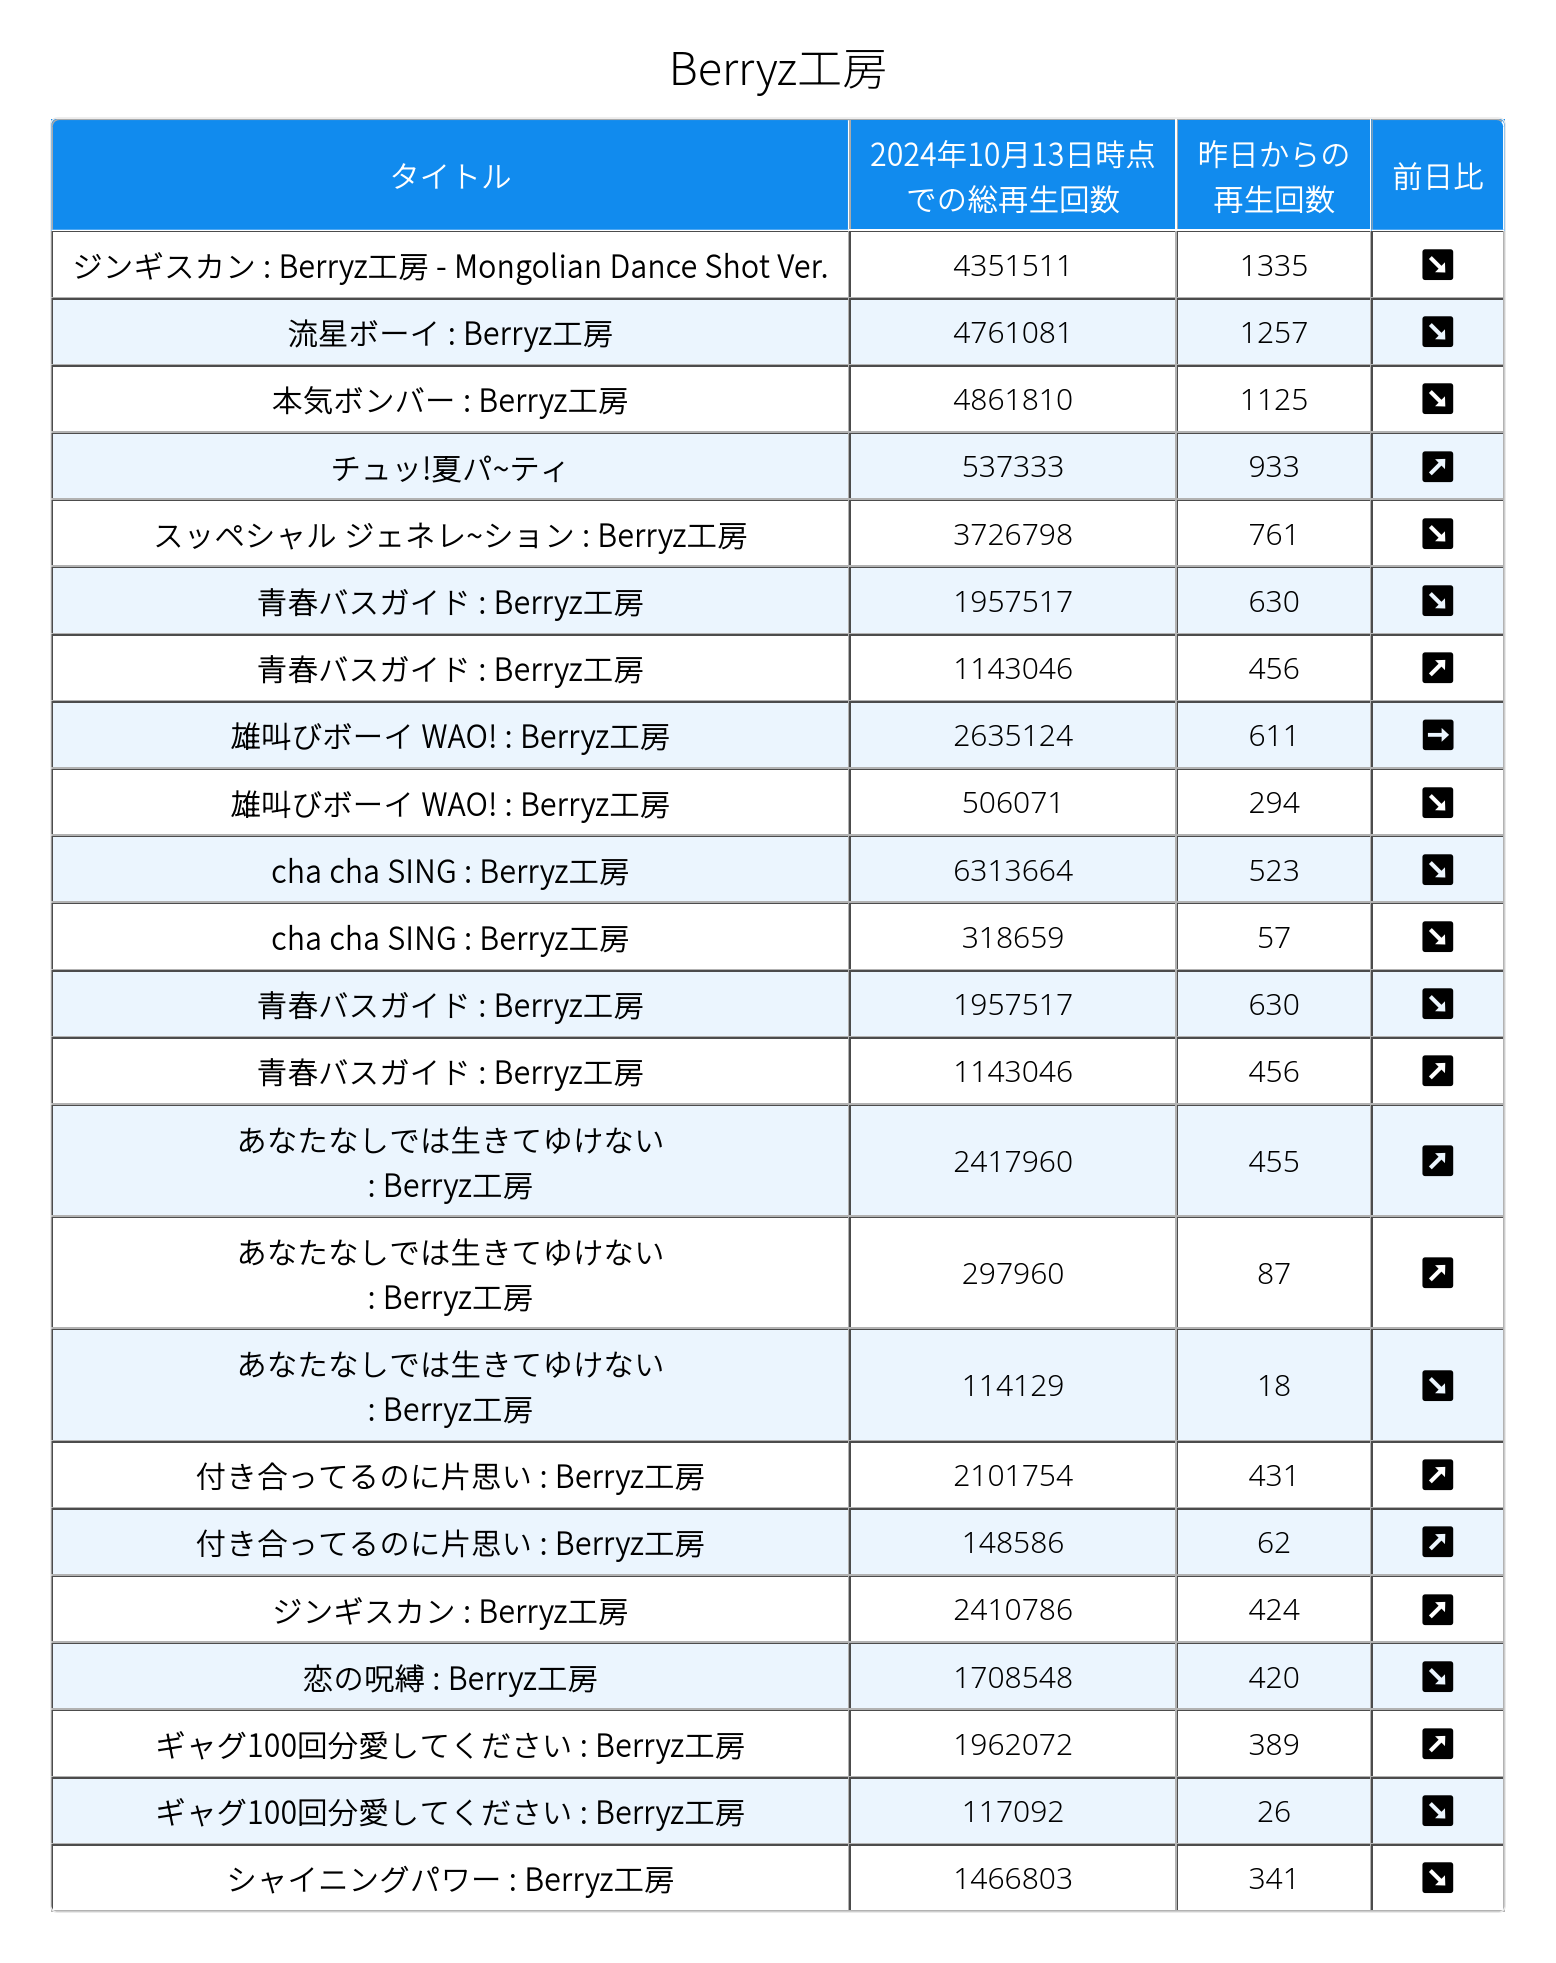 Berryz工房
タイトル
2024年10月13日時点
での総再生回数
昨日からの
再生回数
前日比
ジンギスカン : Berryz工房 - Mongolian Dance Shot Ver. 4351511 1335 ↘
流星ボーイ : Berryz工房 4761081 1257 ↘
本気ボンバー : Berryz工房 4861810 1125 ↘
チュッ!夏パ~ティ 537333 933 ↗
スッペシャル ジェネレ~ション : Berryz工房 3726798 761 ↘
青春バスガイド : Berryz工房 1957517 630 ↘
青春バスガイド : Berryz工房 1143046 456 ↗
雄叫びボーイ WAO! : Berryz工房 2635124 611 →
雄叫びボーイ WAO! : Berryz工房 506071 294 ↘
cha cha SING : Berryz工房 6313664 523 ↘
cha cha SING : Berryz工房 318659 57 ↘
青春バスガイド : Berryz工房 1957517 630 ↘
青春バスガイド : Berryz工房 1143046 456 ↗
あなたなしでは生きてゆけない
: Berryz工房 2417960 455 ↗
あなたなしでは生きてゆけない
: Berryz工房 297960 87 ↗
あなたなしでは生きてゆけない
: Berryz工房 114129 18 ↘
付き合ってるのに片思い : Berryz工房 2101754 431 ↗
付き合ってるのに片思い : Berryz工房 148586 62 ↗
ジンギスカン : Berryz工房 2410786 424 ↗
恋の呪縛 : Berryz工房 1708548 420 ↘
ギャグ100回分愛してください : Berryz工房 1962072 389 ↗
ギャグ100回分愛してください : Berryz工房 117092 26 ↘
シャイニングパワー : Berryz工房 1466803 341 ↘